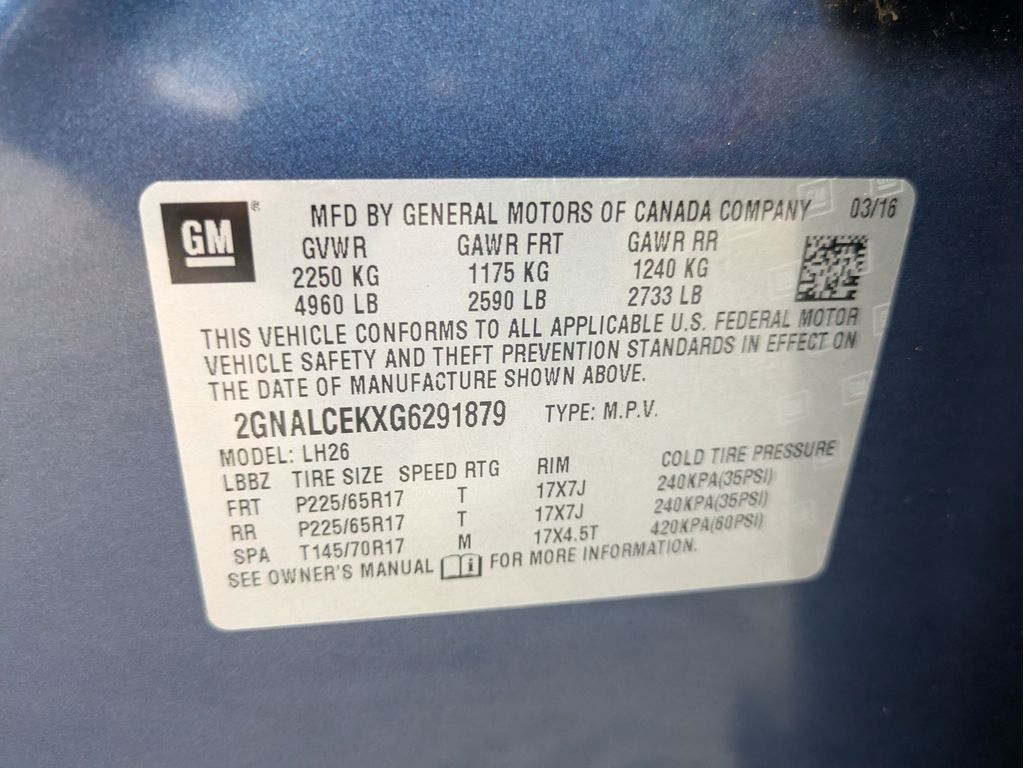 GM ® MFD BY GENERAL MOTORS OF CANADA COMPANY 03/16
GVWR GAWR FRT GAWR RR
2250 KG 1175 KG 1240 KG
4960 LB 2590 LB 2733 LB
THIS VEHICLE CONFORMS TO ALL APPLICABLE U.S. FEDERAL MOTOR
VEHICLE SAFETY AND THEFT PREVENTION STANDARDS IN EFFECT ON
THE DATE OF MANUFACTURE SHOWN ABOVE.
2GNALCEKXG6291879 TYPE: M.P.V.
MODEL: LH26
LBBZ TIRE SIZE SPEED RTG RIM COLD TIRE PRESSURE
FRT P225/65R17 T 17X7J 240KPA(35PSI)
RR P225/65R17 T 17X7J 240KPA(35PSI)
SPA T145/70R17 M 17X4.5T 420KPA(60PSI)
SEE OWNER'S MANUAL i FOR MORE INFORMATION.